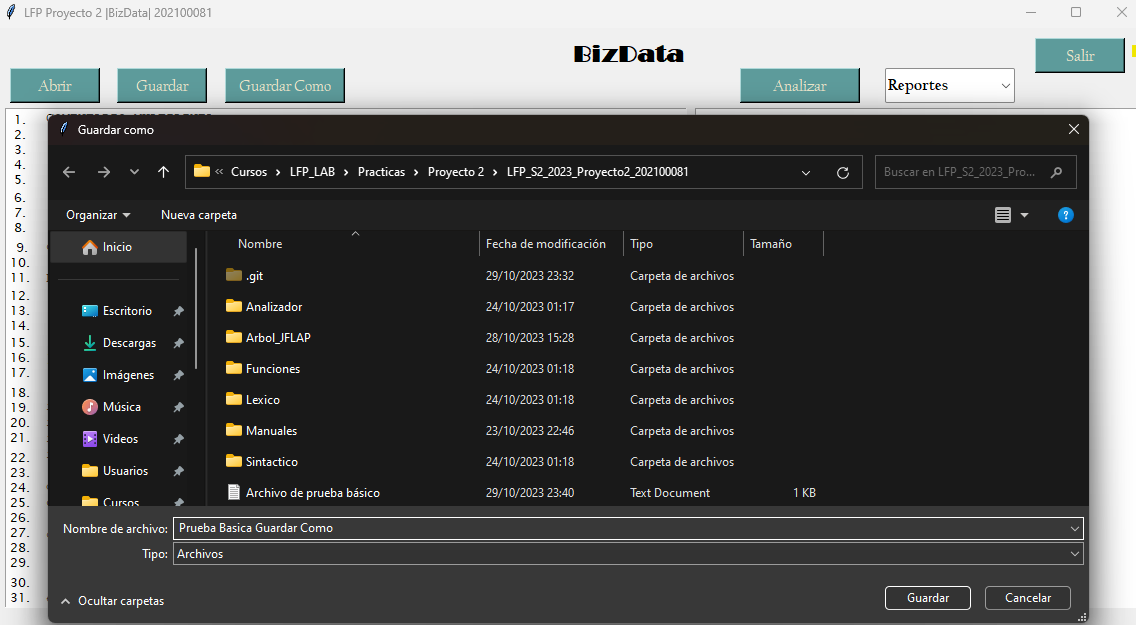 LFP Proyecto 2 |BizData| 202100081
BizData
Salir
Abrir Guardar Guardar Como Analizar Reportes
1.
2.
3.
4.
5.
6.
7.
8.
9.
10.
11.
12.
13.
14.
15.
16.
17.
18.
19.
20.
21.
22.
23.
24.
25.
26.
27.
28.
29.
30.
31.
Guardar como
« Cursos › LFP_LAB › Practicas › Proyecto 2 › LFP_S2_2023_Proyecto2_202100081
Buscar en LFP_S2_2023_Pro...
Organizar Nueva carpeta
Inicio
Escritorio
Descargas
Imágenes
Música
Videos
Usuarios
Cursos
Nombre Fecha de modificación Tipo Tamaño
.git 29/10/2023 23:32 Carpeta de archivos
Analizador 24/10/2023 01:17 Carpeta de archivos
Arbol_JFLAP 28/10/2023 15:28 Carpeta de archivos
Funciones 24/10/2023 01:18 Carpeta de archivos
Lexico 24/10/2023 01:18 Carpeta de archivos
Manuales 23/10/2023 22:46 Carpeta de archivos
Sintactico 24/10/2023 01:18 Carpeta de archivos
Archivo de prueba básico 29/10/2023 23:40 Text Document 1 KB
Nombre de archivo: Prueba Basica Guardar Como
Tipo: Archivos
Ocultar carpetas
Guardar Cancelar